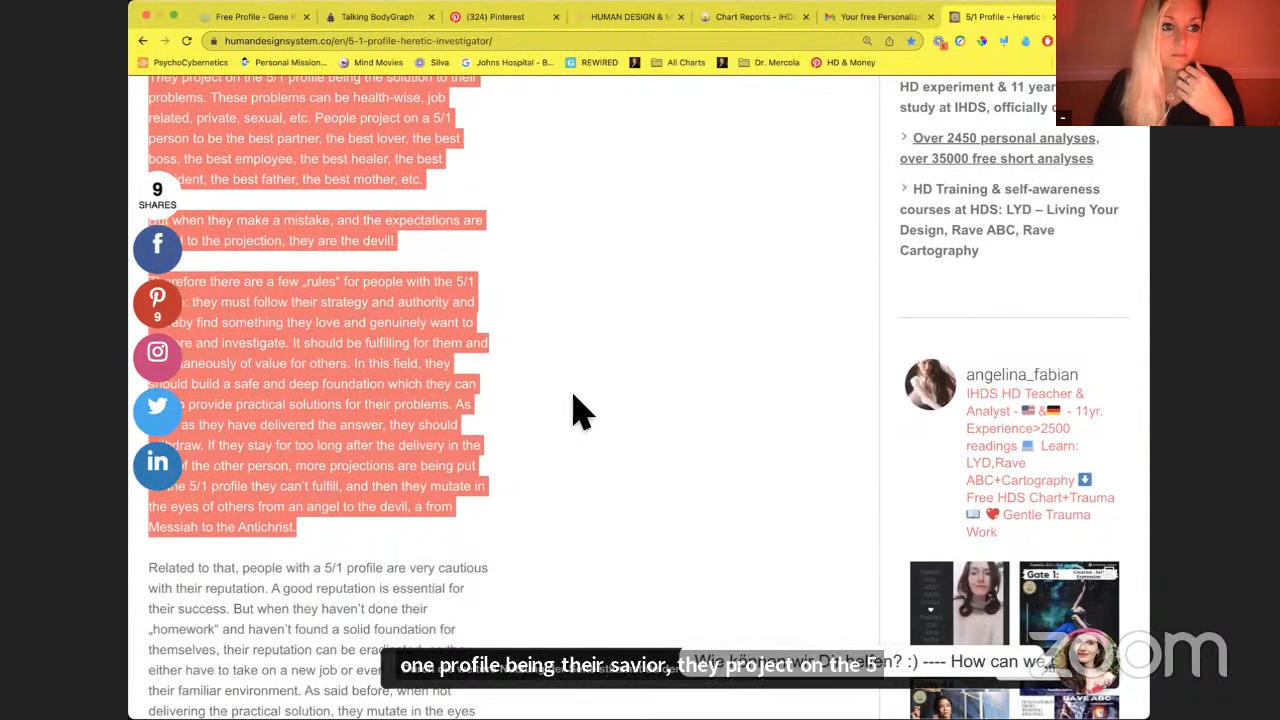 Free Profile - Gene K
Talking BodyGraph
(324) Pinterest
HUMAN DESIGN & M
Chart Reports - IHDS
Your free Personaliz
5/1 Profile - Heretic
humandesignsystem.co/en/5-1-profile-heretic-investigator/
PsychoCybernetics
Personal Mission...
Mind Movies
Silva
Johns Hospital - B...
REWIRED
All Charts
Dr. Mercola
HD & Money
They project on the 5/1 profile being the solution to their
problems. These problems can be health-wise, job
related, private, sexual, etc. People project on a 5/1
person to be the best partner, the best lover, the best
boss, the best employee, the best healer, the best
ident, the best father, the best mother, etc.
9
SHARES
But when they make a mistake, and the expectations are
to the projection, they are the devil!
Therefore there are a few „rules“ for people with the 5/1
they must follow their strategy and authority and
eby find something they love and genuinely want to
ore and investigate. It should be fulfilling for them and
taneously of value for others. In this field, they
should build a safe and deep foundation which they can
provide practical solutions for their problems. As
as they have delivered the answer, they should
hdraw. If they stay for too long after the delivery in the
of the other person, more projections are being put
the 5/1 profile they can’t fulfill, and then they mutate in
the eyes of others from an angel to the devil, a from
Messiah to the Antichrist.
9
Related to that, people with a 5/1 profile are very cautious
with their reputation. A good reputation is essential for
their success. But when they haven’t done their
„homework“ and haven’t found a solid foundation for
themselves, their reputation can be
either have to take on a new job or
their familiar environment. As said before, when not
delivering the practical solution, they mutate in the eyes
HD experiment & 11 year
study at IHDS, officially
Over 2450 personal analyses,
over 35000 free short analyses
HD Training & self-awareness
courses at HDS: LYD – Living Your
Design, Rave ABC, Rave
Cartography
angelina_fabian
IHDS HD Teacher &
Analyst - & - 11yr.
Experience>2500
readings Learn:
LYD,Rave
ABC+Cartography
Free HDS Chart+Trauma
Gentle Trauma
Work
Gate 1:
Creative - Self
Expression
RAVE ABC
Wie können wir Dir helfen? :) ---- How can we
one profile being their savior, they project on the 5
zoom